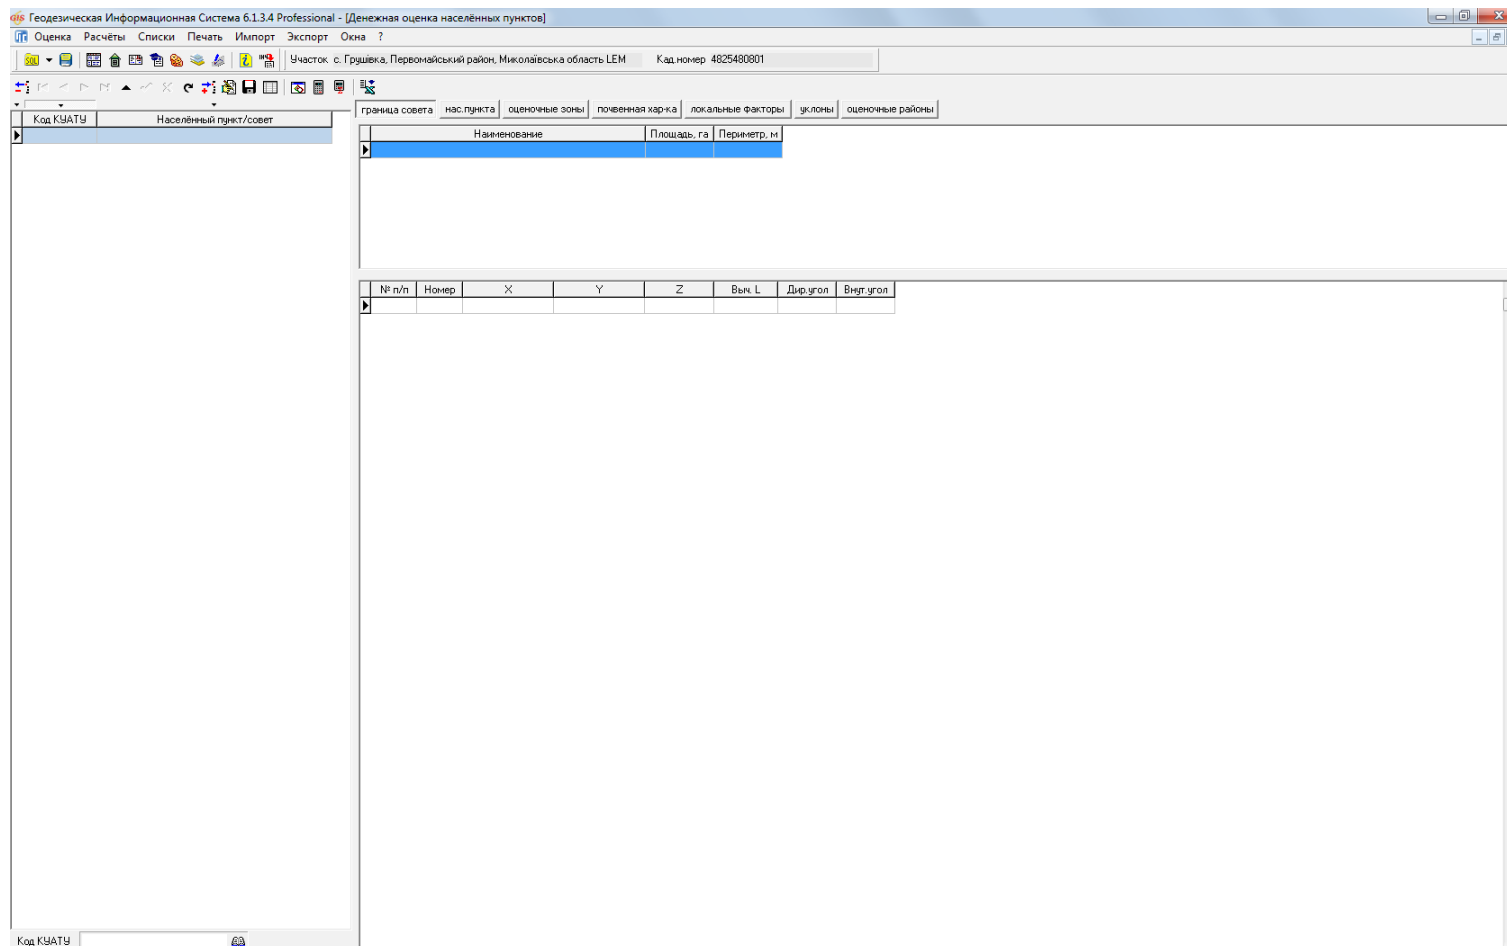 Геодезическая Информационная Система 6.1.3.4 Professional - [Денежная оценка населённых пунктов]
Оценка Расчёты Списки Печать Импорт Экспорт Окна ?
Участок с. Грушівка, Первомайський район, Миколаївська область LEM Кад.номер 4825480801
граница совета нас.пункта оценочные зоны почвенная хар-ка локальные факторы уклоны оценочные районы
Код КУАТУ Населённый пункт/совет
Наименование Площадь, га Периметр, м
№ п/п Номер X Y Z Выч. L Дир.угол Внут.угол
Код КУАТУ